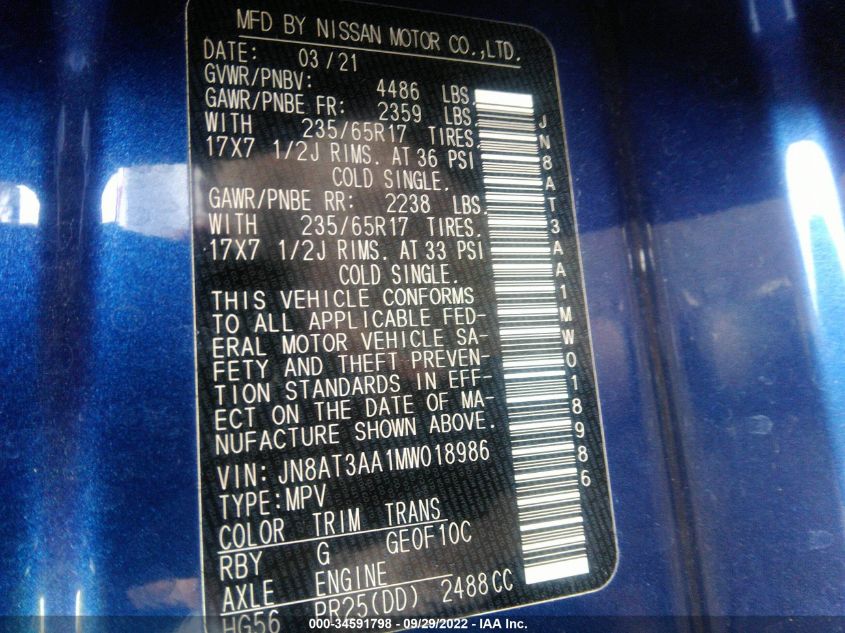 MFD BY NISSAN MOTOR CO.,LTD.
DATE: 03/21
GVWR/PNBV: 4486 LBS.
GAWR/PNBE FR: 2359 LBS.
WITH 235/65R17 TIRES.
17X7 1/2J RIMS. AT 36 PSI
COLD SINGLE.
GAWR/PNBE RR: 2238 LBS.
WITH 235/65R17 TIRES.
17X7 1/2J RIMS. AT 33 PSI
COLD SINGLE.
THIS VEHICLE CONFORMS
TO ALL APPLICABLE FED-
ERAL MOTOR VEHICLE SA-
FETY AND THEFT PREVEN-
TION STANDARDS IN EFF-
ECT ON THE DATE OF MA-
NUFACTURE SHOWN ABOVE.
VIN: JN8AT3AA1MW018986
TYPE:MPV
COLOR TRIM TRANS
RBY G GE0F10C
AXLE ENGINE
HG56 PR25(DD) 2488CC
JN8AT3AA1MW018986
000-34591798 - 09/29/2022 - IAA Inc.